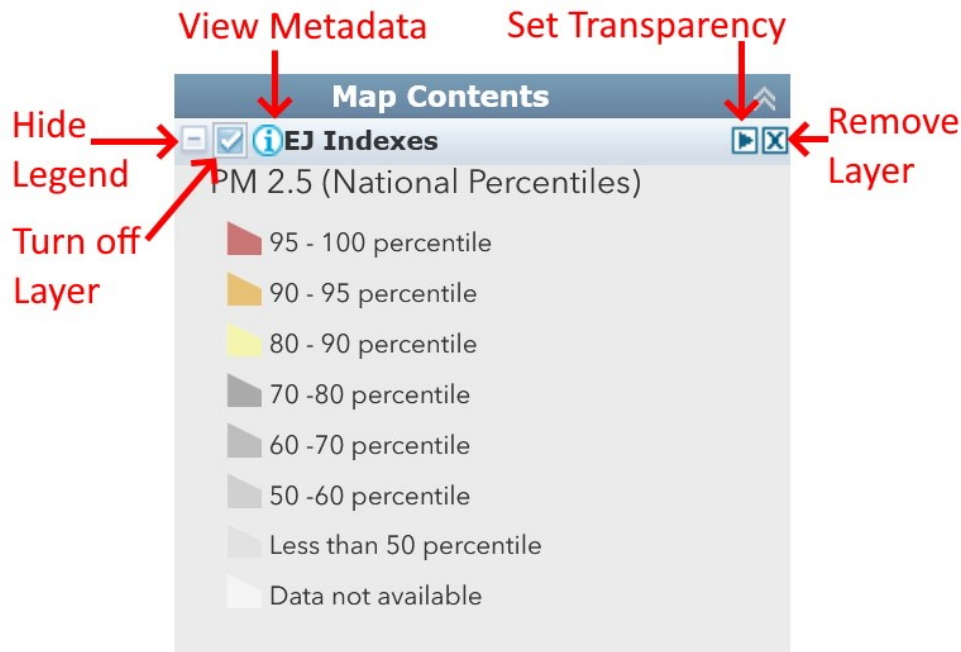 View Metadata
Set Transparency
Map Contents
Hide
Legend
EJ Indexes
Remove
Layer
PM 2.5 (National Percentiles)
Turn off
Layer
95 - 100 percentile
90 - 95 percentile
80 - 90 percentile
70 -80 percentile
60 -70 percentile
50 -60 percentile
Less than 50 percentile
Data not available